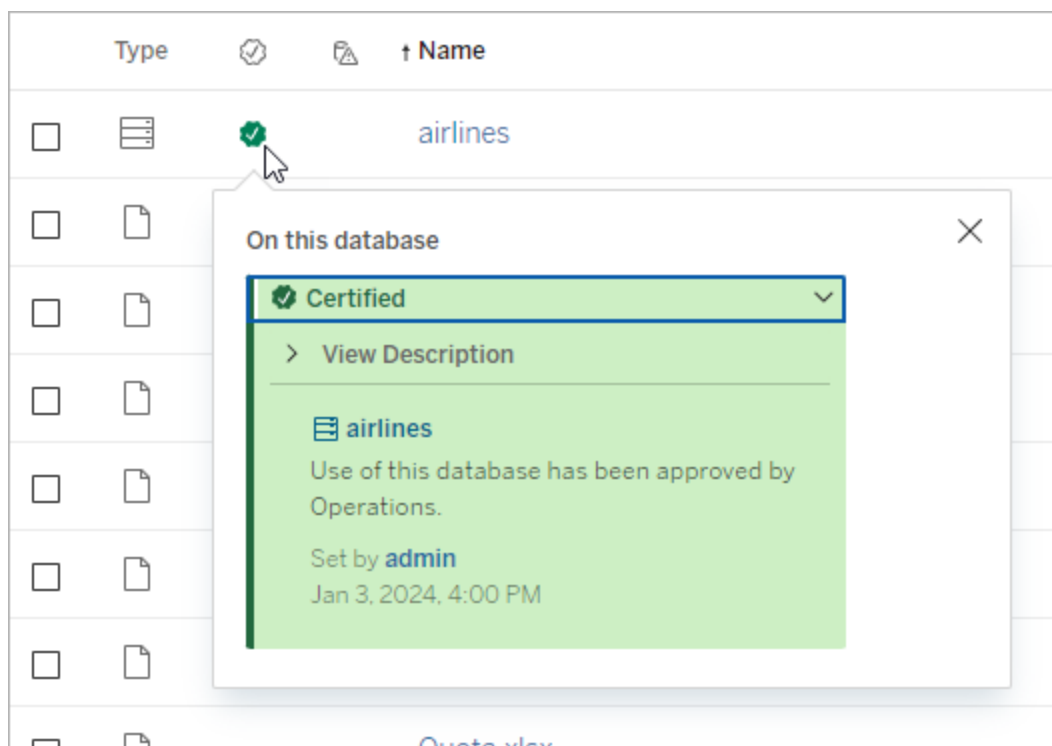 Type ↑ Name
airlines
On this database
Certified
View Description
airlines
Use of this database has been approved by
Operations.
Set by admin
Jan 3, 2024, 4:00 PM